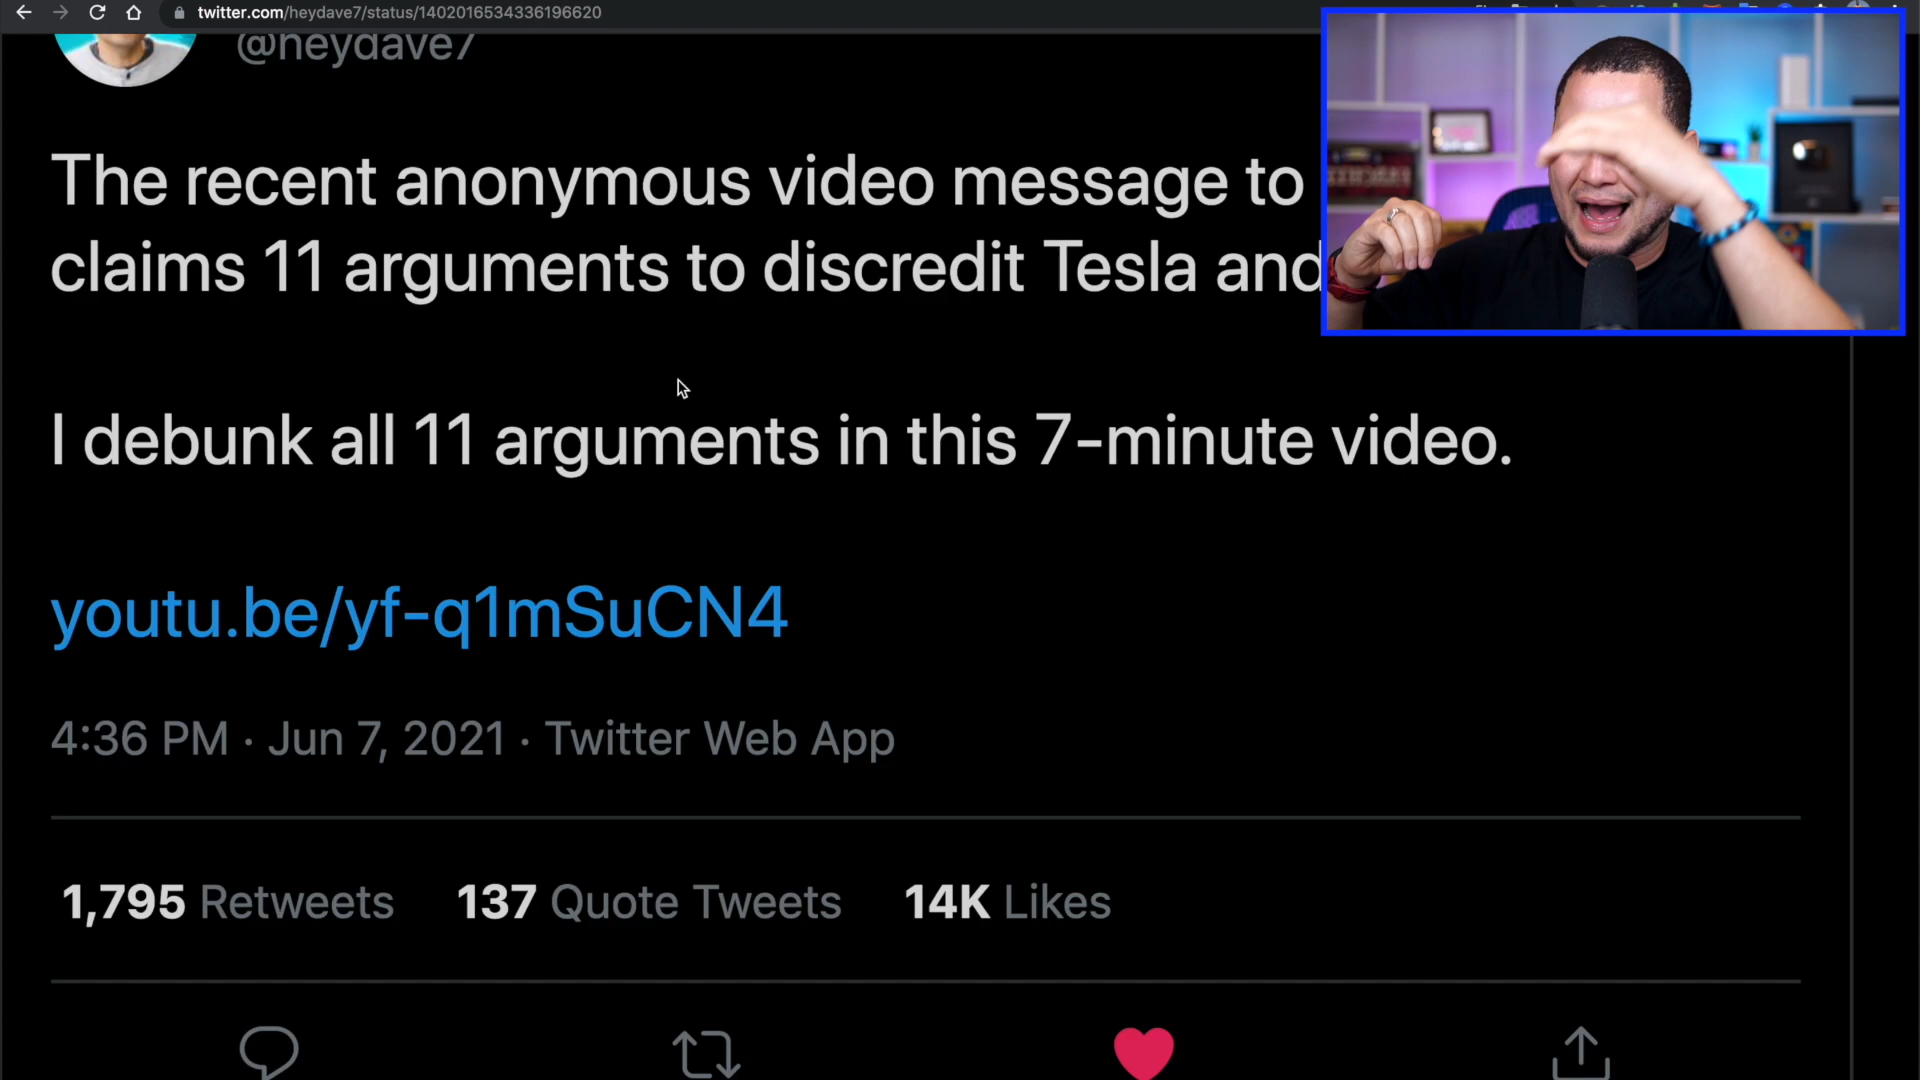 twitter.com/heydave7/status/1402016534336196620
@heydave7
The recent anonymous video message to
claims 11 arguments to discredit Tesla and
I debunk all 11 arguments in this 7-minute video.
youtu.be/yf-q1mSuCN4
4:36 PM · Jun 7, 2021 · Twitter Web App
1,795 Retweets 137 Quote Tweets 14K Likes